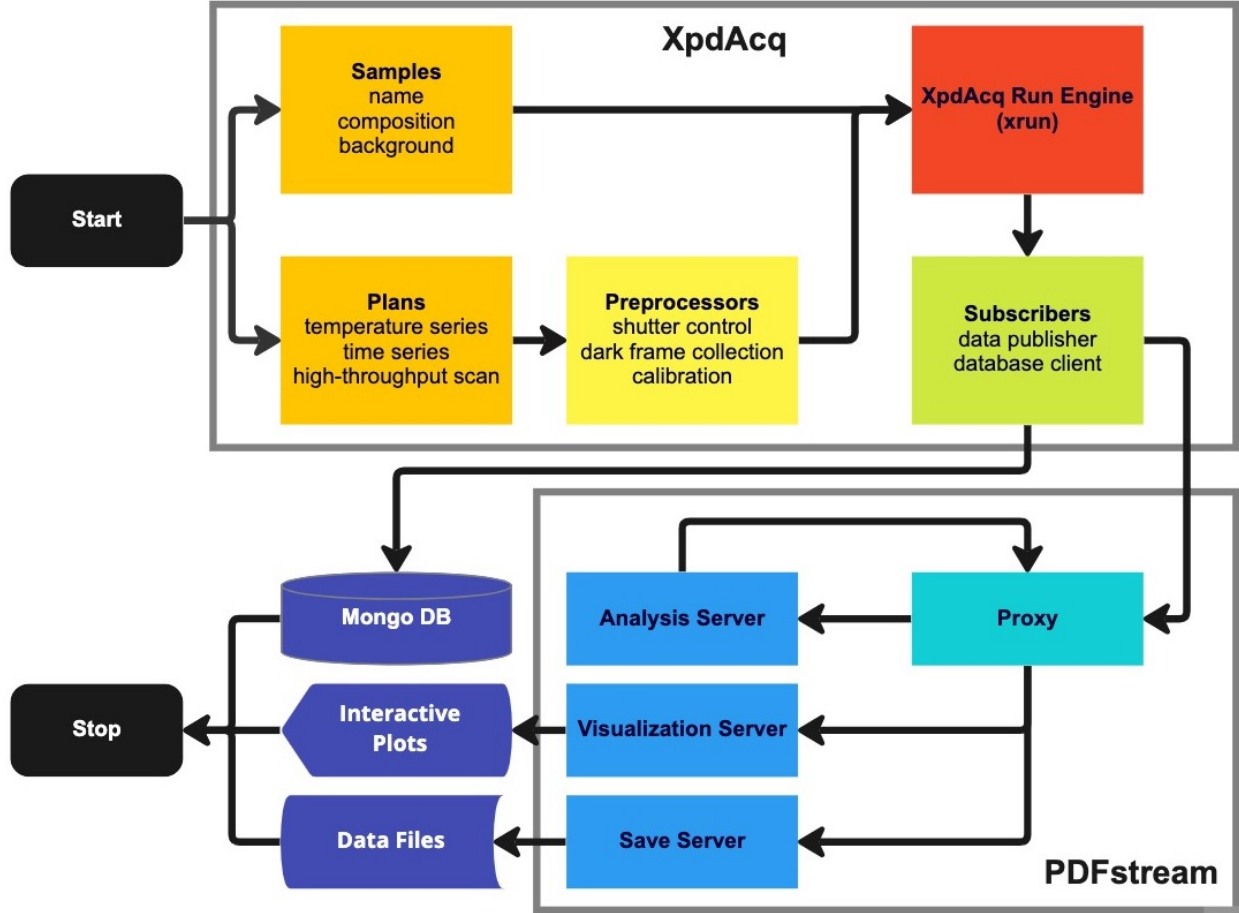 XpdAcq
Samples
name
composition
background
XpdAcq Run Engine
(xrun)
Start
Plans
temperature series
time series
high-throughput scan
Preprocessors
shutter control
dark frame collection
calibration
Subscribers
data publisher
database client
Mongo DB
Analysis Server
Proxy
Stop
Interactive
Plots
Visualization Server
Data Files
Save Server
PDFstream